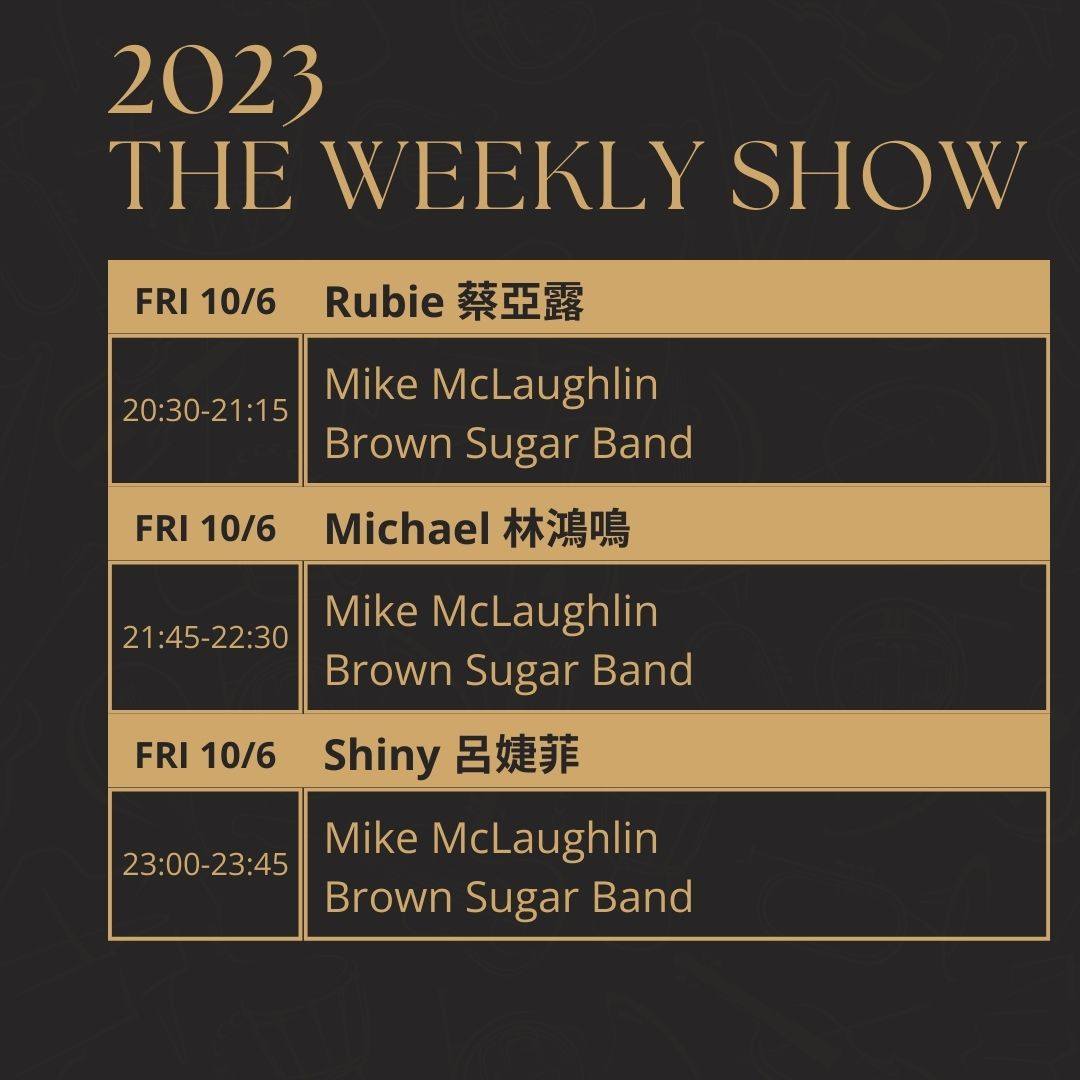 2023
THE WEEKLY SHOW
FRI 10/6 Rubie 蔡亞露
20:30-21:15
Mike McLaughlin
Brown Sugar Band
FRI 10/6 Michael 林鴻鳴
21:45-22:30
Mike McLaughlin
Brown Sugar Band
FRI 10/6 Shiny 呂婕菲
23:00-23:45
Mike McLaughlin
Brown Sugar Band